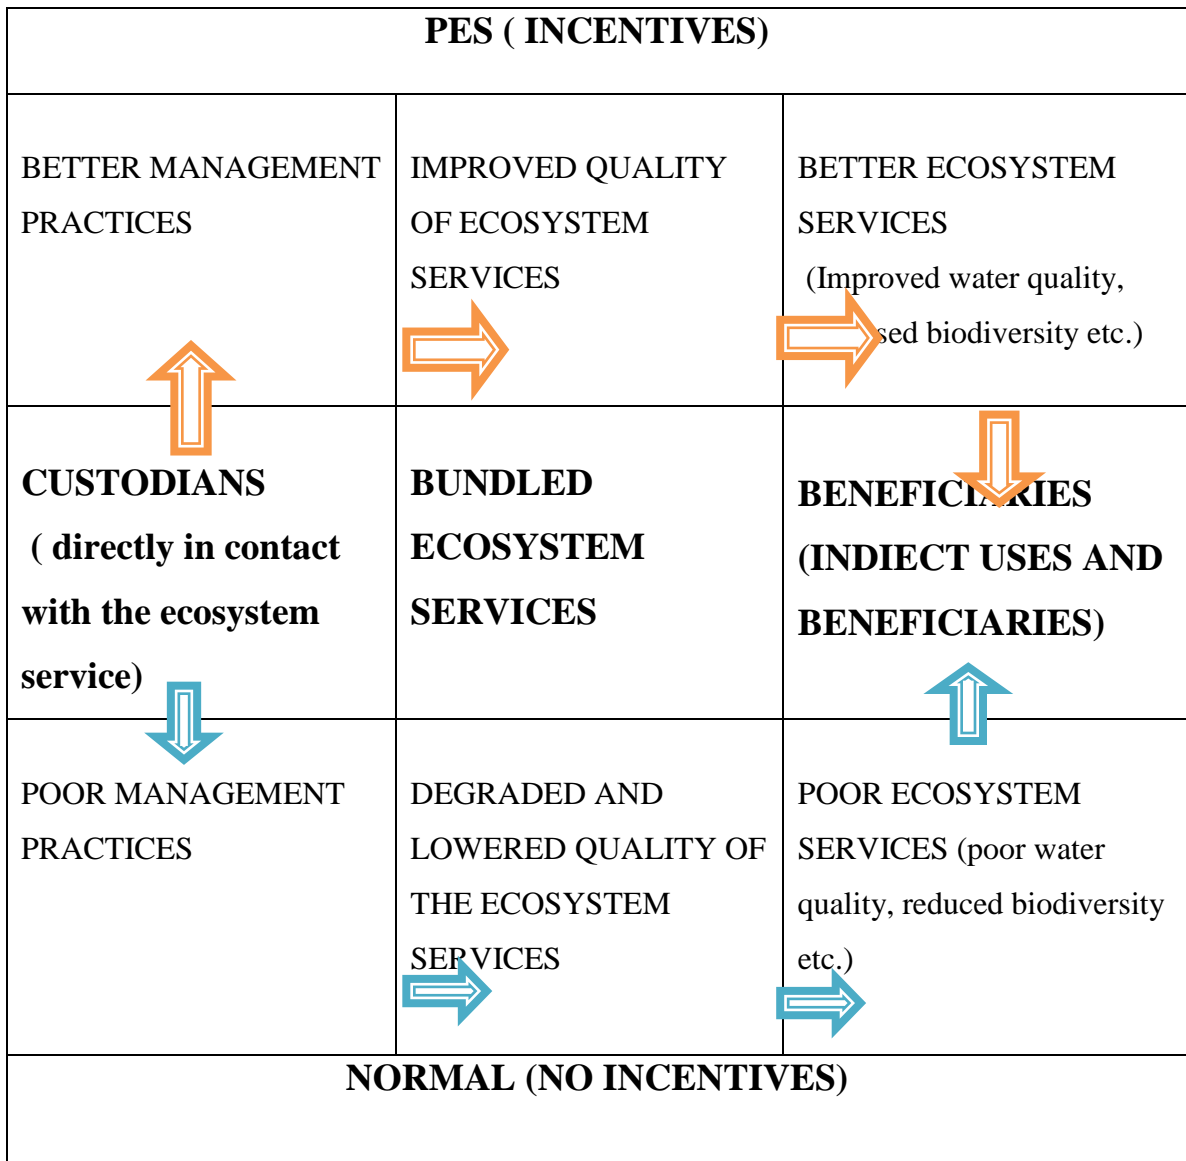 PES ( INCENTIVES)
BETTER MANAGEMENT
PRACTICES
IMPROVED QUALITY
OF ECOSYSTEM
SERVICES
BETTER ECOSYSTEM
SERVICES
(Improved water quality,
sed biodiversity etc.)
CUSTODIANS
( directly in contact
with the ecosystem
service)
BUNDLED
ECOSYSTEM
SERVICES
BENEFICIARIES
(INDIECT USES AND
BENEFICIARIES)
POOR MANAGEMENT
PRACTICES
DEGRADED AND
LOWERED QUALITY OF
THE ECOSYSTEM
SERVICES
POOR ECOSYSTEM
SERVICES (poor water
quality, reduced biodiversity
etc.)
NORMAL (NO INCENTIVES)